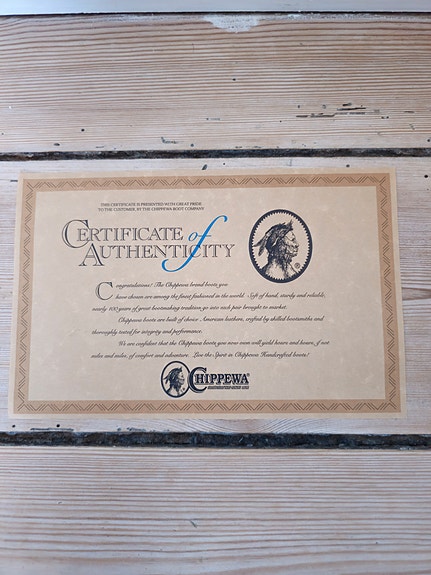 THIS CERTIFICATE IS PRESENTED WITH GREAT PRIDE
TO THE CUSTOMER, BY THE CHIPPEWA BOOT COMPANY
CERTIFICATE of
AUTHENTICITY
®
Congratulations! The Chippewa brand boots you
have chosen are among the finest fashioned in the world. Soft of hand, sturdy and reliable,
nearly 100 years of great bootmaking tradition go into each pair brought to market.
Chippewa boots are built of choice American leathers, crafted by skilled bootsmiths and
thoroughly tested for integrity and performance.
We are confident that the Chippewa boots you now own will yield hours and hours, if not
miles and miles, of comfort and adventure. Live the Spirit in Chippewa Handcrafted boots!
CHIPPEWA®